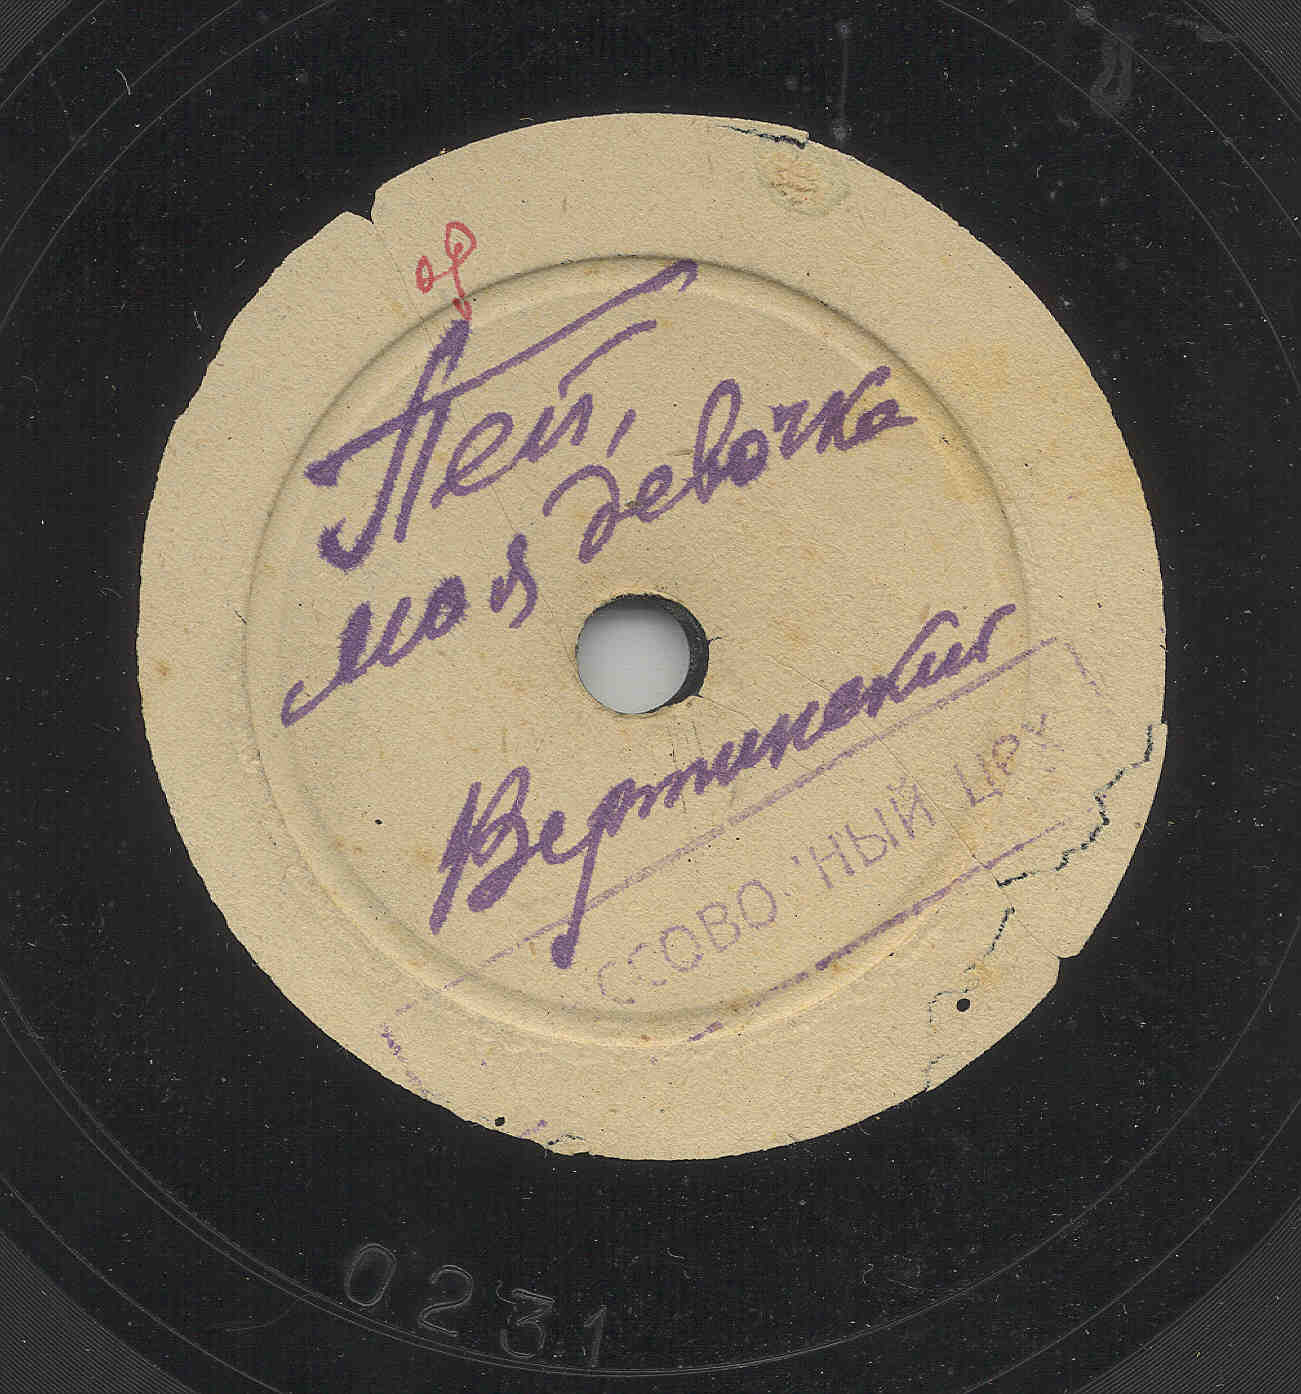 Пей,
моя девочка
Вертинский
ССОВО НЫЙ ЦРК
0231